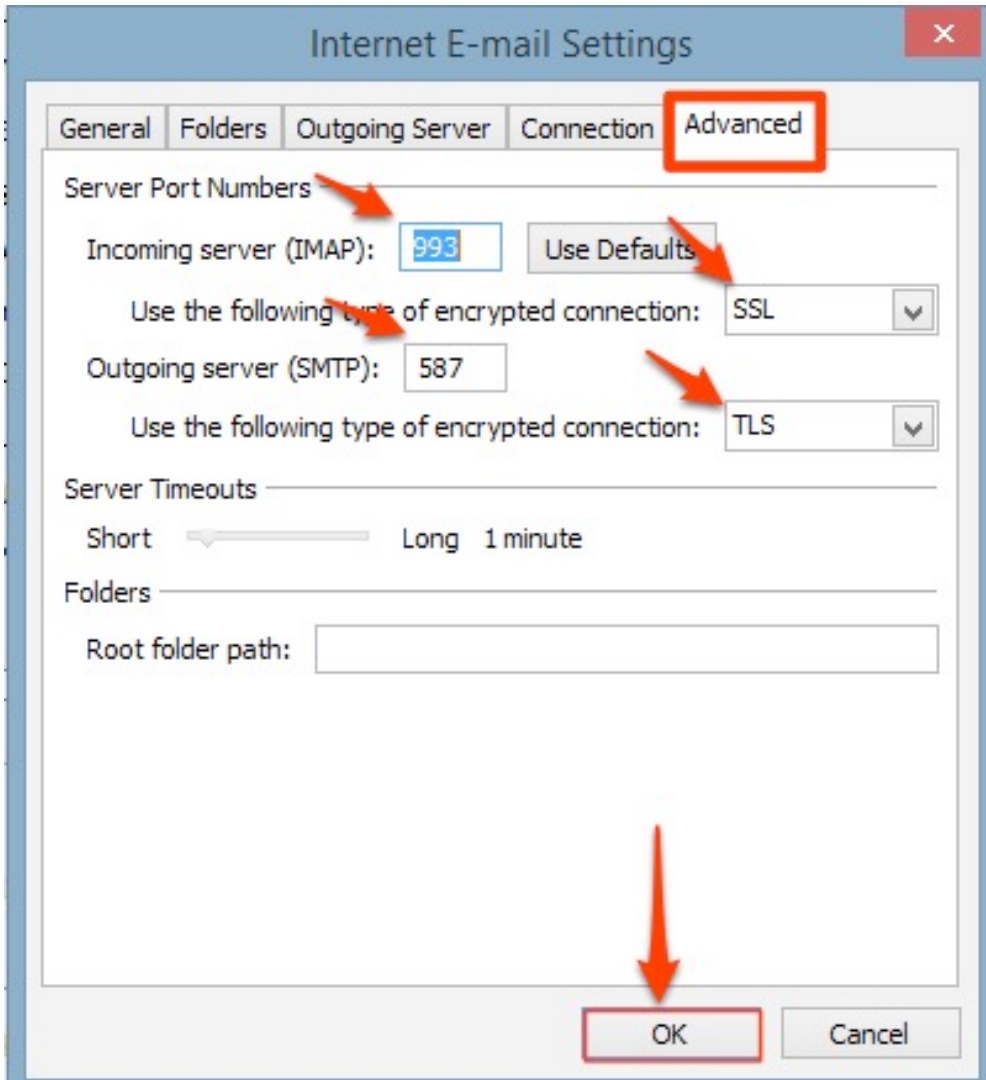 Internet E-mail Settings
General Folders Outgoing Server Connection Advanced
Server Port Numbers
Incoming server (IMAP): 993 Use Defaults
Use the following type of encrypted connection: SSL
Outgoing server (SMTP): 587
Use the following type of encrypted connection: TLS
Server Timeouts
Short Long 1 minute
Folders
Root folder path:
OK Cancel